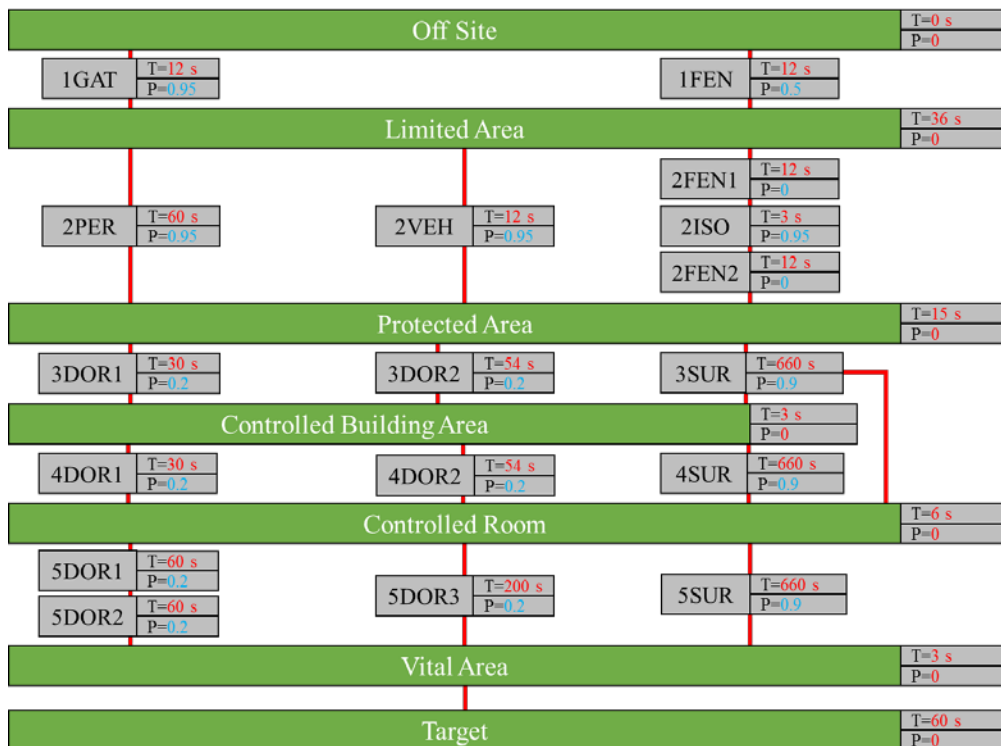 Off Site
T=0 s
P=0
1GAT
T=12 s
P=0.95
1FEN
T=12 s
P=0.5
Limited Area
T=36 s
P=0
2PER
T=60 s
P=0.95
2VEH
T=12 s
P=0.95
2FEN1
T=12 s
P=0
2ISO
T=3 s
P=0.95
2FEN2
T=12 s
P=0
Protected Area
T=15 s
P=0
3DOR1
T=30 s
P=0.2
3DOR2
T=54 s
P=0.2
3SUR
T=660 s
P=0.9
Controlled Building Area
T=3 s
P=0
4DOR1
T=30 s
P=0.2
4DOR2
T=54 s
P=0.2
4SUR
T=660 s
P=0.9
Controlled Room
T=6 s
P=0
5DOR1
T=60 s
P=0.2
5DOR2
T=60 s
P=0.2
5DOR3
T=200 s
P=0.2
5SUR
T=660 s
P=0.9
Vital Area
T=3 s
P=0
Target
T=60 s
P=0